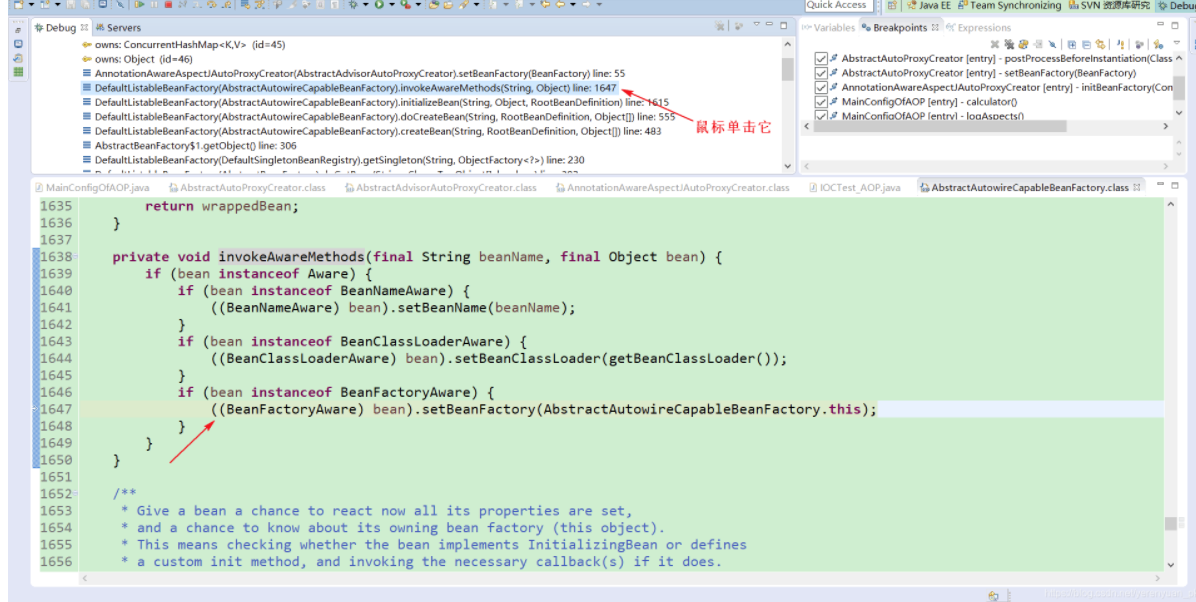 Quick Access Java EE Team Synchronizing SVN 资源库研究 Debu
Debug Servers
owns: ConcurrentHashMap<K,V> (id=45)
owns: Object (id=46)
AnnotationAwareAspectJAutoProxyCreator(AbstractAdvisorAutoProxyCreator).setBeanFactory(BeanFactory) line: 55
DefaultListableBeanFactory(AbstractAutowireCapableBeanFactory).invokeAwareMethods(String, Object) line: 1647
DefaultListableBeanFactory(AbstractAutowireCapableBeanFactory).initializeBean(String, Object, RootBeanDefinition) line: 1615
DefaultListableBeanFactory(AbstractAutowireCapableBeanFactory).doCreateBean(String, RootBeanDefinition, Object[]) line: 555
DefaultListableBeanFactory(AbstractAutowireCapableBeanFactory).createBean(String, RootBeanDefinition, Object[]) line: 483
AbstractBeanFactory$1.getObject() line: 306
DefaultListableBeanFactory(DefaultSingletonBeanRegistry).getSingleton(String, ObjectFactory<?>) line: 230
鼠标单击它
Variables Breakpoints Expressions
AbstractAutoProxyCreator [entry] - postProcessBeforeInstantiation(Class
AbstractAutoProxyCreator [entry] - setBeanFactory(BeanFactory)
AnnotationAwareAspectJAutoProxyCreator [entry] - initBeanFactory(Con
MainConfigOfAOP [entry] - calculator()
MainConfigOfAOP [entry] - logAspects()
MainConfigOfAOP.java AbstractAutoProxyCreator.class AbstractAdvisorAutoProxyCreator.class AnnotationAwareAspectJAutoProxyCreator.class IOCTest_AOP.java AbstractAutowireCapableBeanFactory.class
1635 return wrappedBean;
1636 }
1637
1638 private void invokeAwareMethods(final String beanName, final Object bean) {
1639 if (bean instanceof Aware) {
1640 if (bean instanceof BeanNameAware) {
1641 ((BeanNameAware) bean).setBeanName(beanName);
1642 }
1643 if (bean instanceof BeanClassLoaderAware) {
1644 ((BeanClassLoaderAware) bean).setBeanClassLoader(getBeanClassLoader());
1645 }
1646 if (bean instanceof BeanFactoryAware) {
1647 ((BeanFactoryAware) bean).setBeanFactory(AbstractAutowireCapableBeanFactory.this);
1648 }
1649 }
1650 }
1651
1652 /**
1653 * Give a bean a chance to react now all its properties are set,
1654 * and a chance to know about its owning bean factory (this object).
1655 * This means checking whether the bean implements InitializingBean or defines
1656 * a custom init method, and invoking the necessary callback(s) if it does.